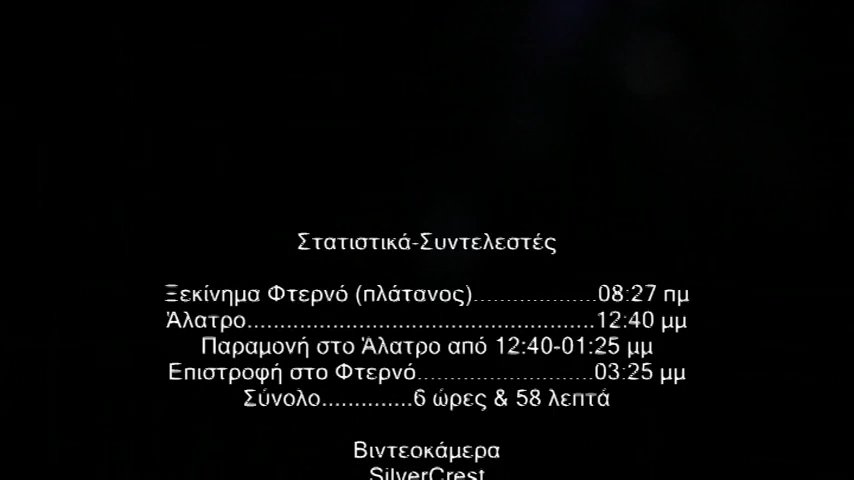 Στατιστικά-Συντελεστές
Ξεκίνημα Φτερνό (πλάτανος)...................08:27 πμ
Άλατρο.....................................................12:40 μμ
Παραμονή στο Άλατρο από 12:40-01:25 μμ
Επιστροφή στο Φτερνό...........................03:25 μμ
Σύνολο..............6 ώρες & 58 λεπτά
Βιντεοκάμερα
SilverCrest